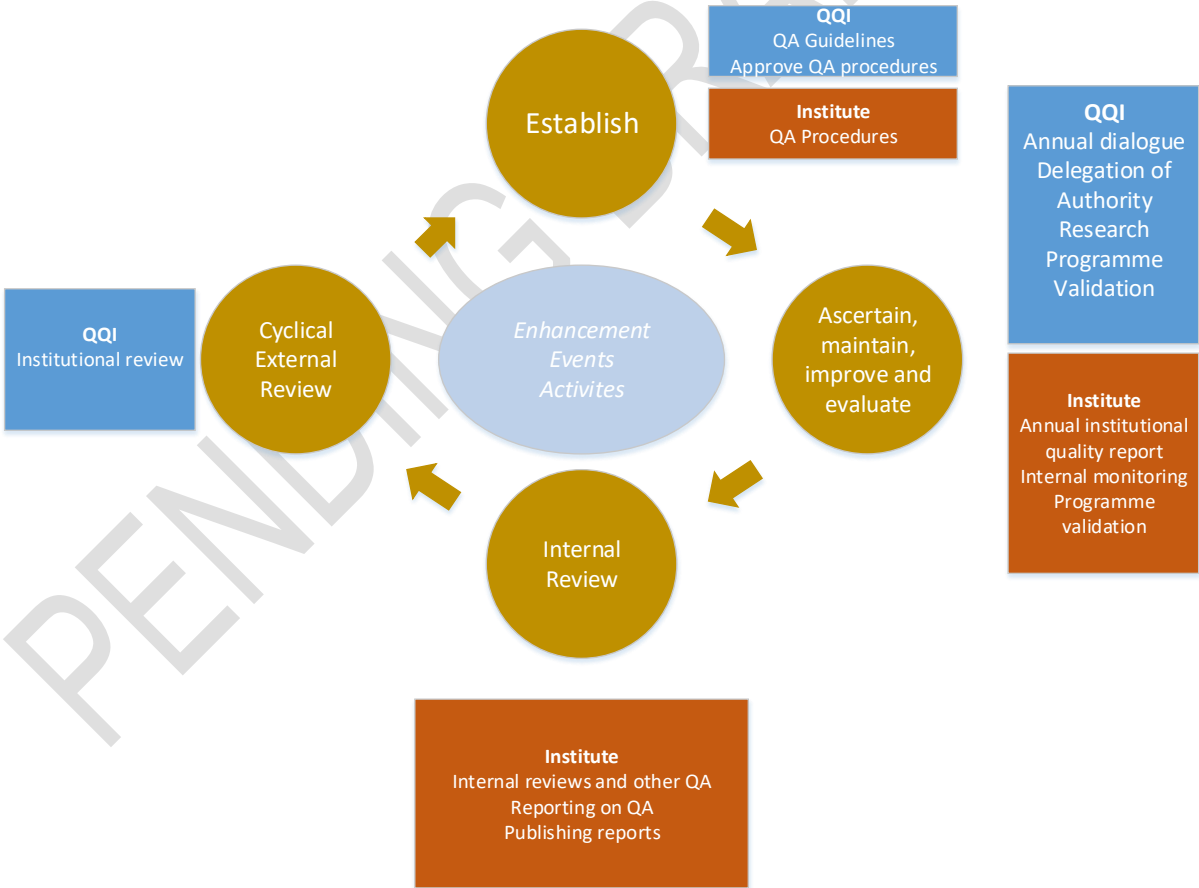 QQI
QA Guidelines
Approve QA procedures
Institute
QA Procedures
Establish
QQI
Annual dialogue
Delegation of
Authority
Research
Programme
Validation
Ascertain,
maintain,
improve and
evaluate
Institute
Annual institutional
quality report
Internal monitoring
Programme
validation
Enhancement
Events
Activites
Cyclical
External
Review
QQI
Institutional review
Internal
Review
Institute
Internal reviews and other QA
Reporting on QA
Publishing reports
PENDING